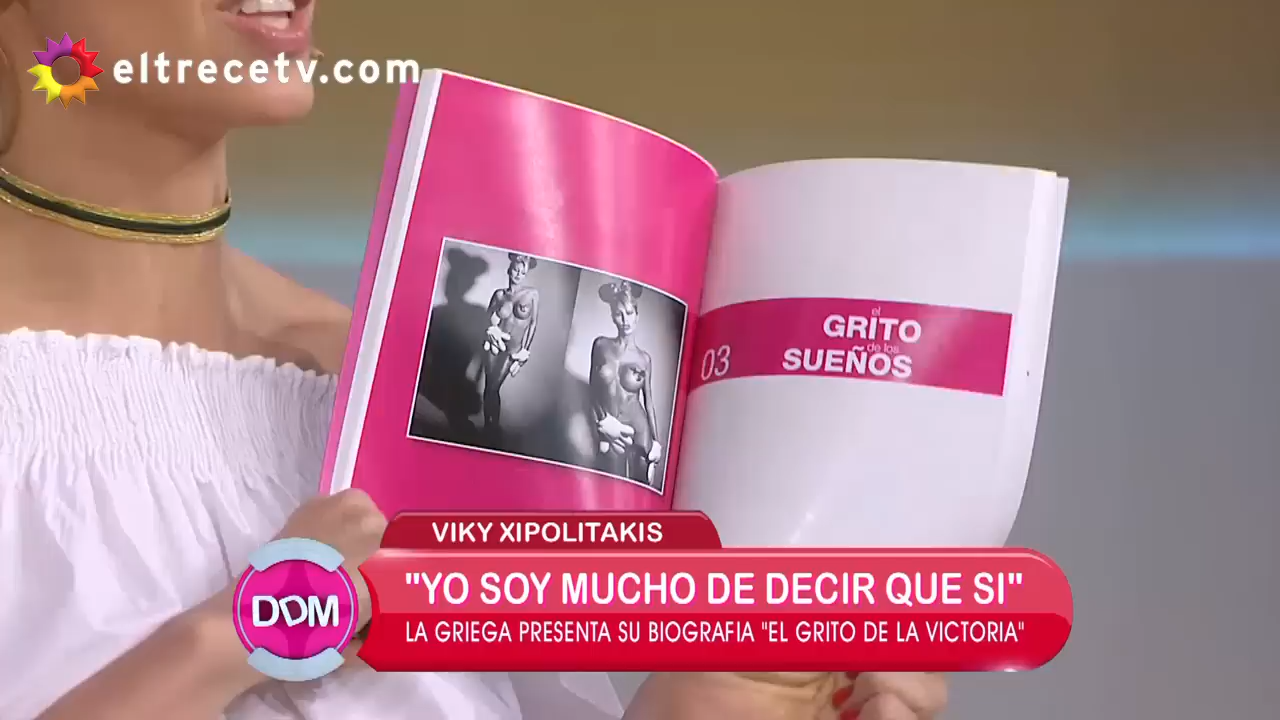 eltrecetv.com
el
GRITO
de los
03 SUEÑOS
VIKY XIPOLITAKIS
DDM
"YO SOY MUCHO DE DECIR QUE SI"
LA GRIEGA PRESENTA SU BIOGRAFIA "EL GRITO DE LA VICTORIA"